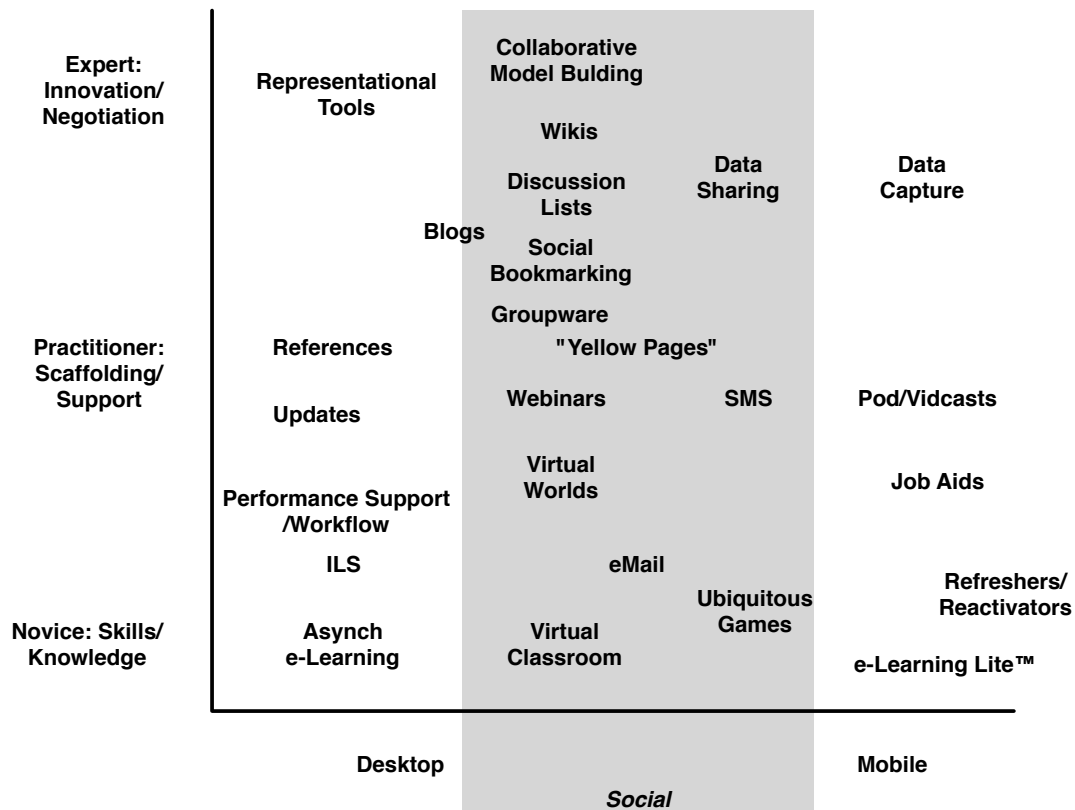 Expert:
Innovation/
Negotiation
Representational
Tools
Collaborative
Model Bulding
Wikis
Data
Sharing
Data
Capture
Discussion
Lists
Blogs
Social
Bookmarking
Groupware
Practitioner:
Scaffolding/
Support
References
"Yellow Pages"
Updates
Webinars
SMS
Pod/Vidcasts
Virtual
Worlds
Job Aids
Performance Support
/Workflow
ILS
eMail
Refreshers/
Reactivators
Ubiquitous
Games
Novice: Skills/
Knowledge
Asynch
e-Learning
Virtual
Classroom
e-Learning Lite™
Desktop
Mobile
Social